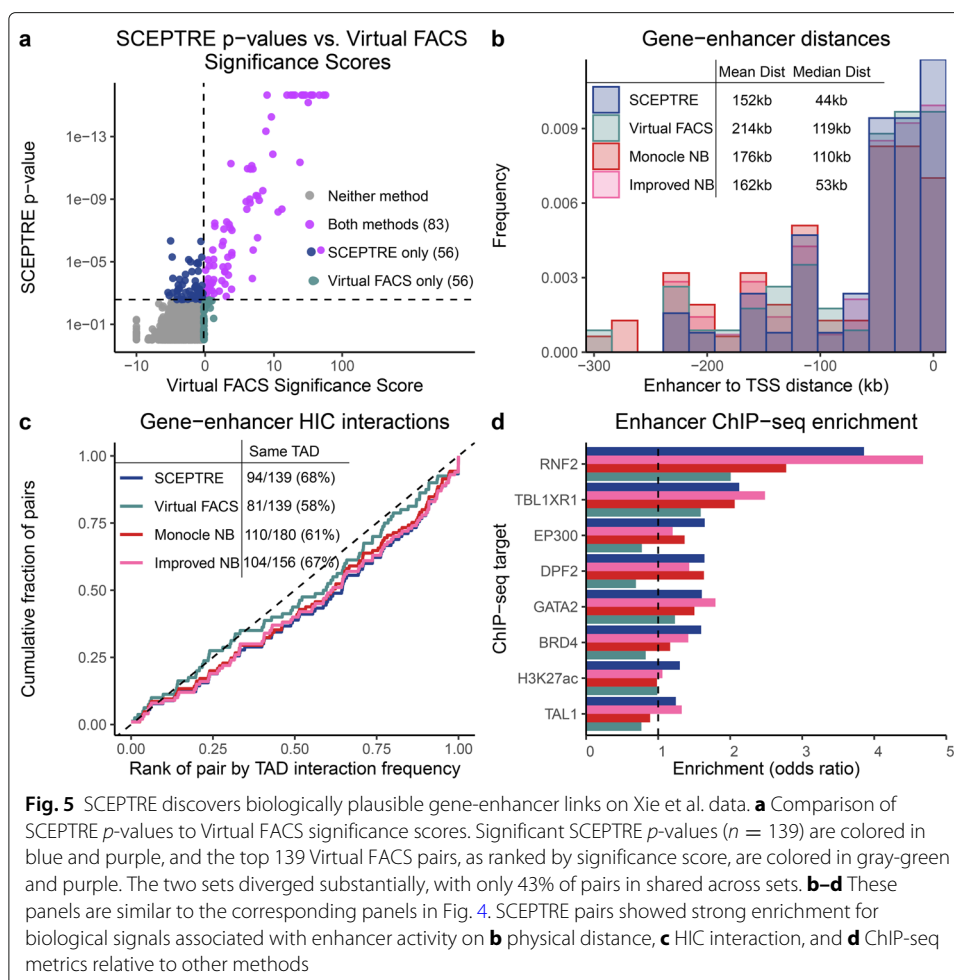 a
SCEPTRE p-values vs. Virtual FACS
Significance Scores
SCEPTRE p-value
1e-13
1e-09
1e-05
1e-01
Neither method
Both methods (83)
SCEPTRE only (56)
Virtual FACS only (56)
-10 0 10 100
Virtual FACS Significance Score
b
Gene-enhancer distances
Mean Dist Median Dist
SCEPTRE 152kb 44kb
Virtual FACS 214kb 119kb
Monocle NB 176kb 110kb
Improved NB 162kb 53kb
Frequency
0.009
0.006
0.003
0.000
-300 -200 -100 0
Enhancer to TSS distance (kb)
c
Gene-enhancer HIC interactions
Same TAD
SCEPTRE 94/139 (68%)
Virtual FACS 81/139 (58%)
Monocle NB 110/180 (61%)
Improved NB 104/156 (67%)
Cumulative fraction of pairs
1.00
0.75
0.50
0.25
0.00
0.00 0.25 0.50 0.75 1.00
Rank of pair by TAD interaction frequency
d
Enhancer ChIP-seq enrichment
ChIP-seq target
RNF2
TBL1XR1
EP300
DPF2
GATA2
BRD4
H3K27ac
TAL1
0 1 2 3 4 5
Enrichment (odds ratio)
Fig. 5 SCEPTRE discovers biologically plausible gene-enhancer links on Xie et al. data. a Comparison of
SCEPTRE p-values to Virtual FACS significance scores. Significant SCEPTRE p-values (n = 139) are colored in
blue and purple, and the top 139 Virtual FACS pairs, as ranked by significance score, are colored in gray-green
and purple. The two sets diverged substantially, with only 43% of pairs in shared across sets. b–d These
panels are similar to the corresponding panels in Fig. 4. SCEPTRE pairs showed strong enrichment for
biological signals associated with enhancer activity on b physical distance, c HIC interaction, and d ChIP-seq
metrics relative to other methods